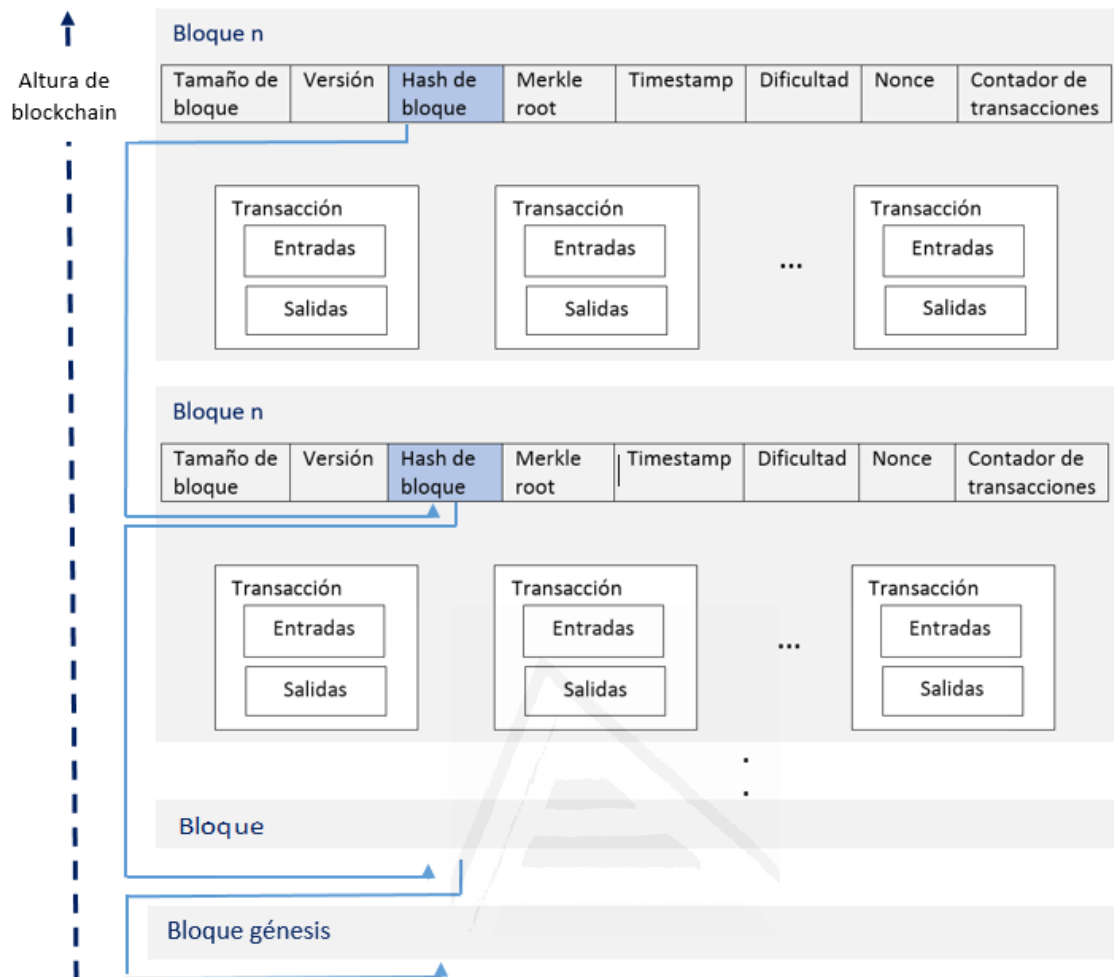 Bloque n
Altura de
blockchain
Tamaño de bloque Versión Hash de bloque Merkle root Timestamp Dificultad Nonce Contador de transacciones
Transacción Transacción Transacción
Entradas Entradas ... Entradas
Salidas Salidas Salidas
Bloque n
Tamaño de bloque Versión Hash de bloque Merkle root Timestamp Dificultad Nonce Contador de transacciones
Transacción Transacción Transacción
Entradas Entradas ... Entradas
Salidas Salidas Salidas
.
.
Bloque
Bloque génesis